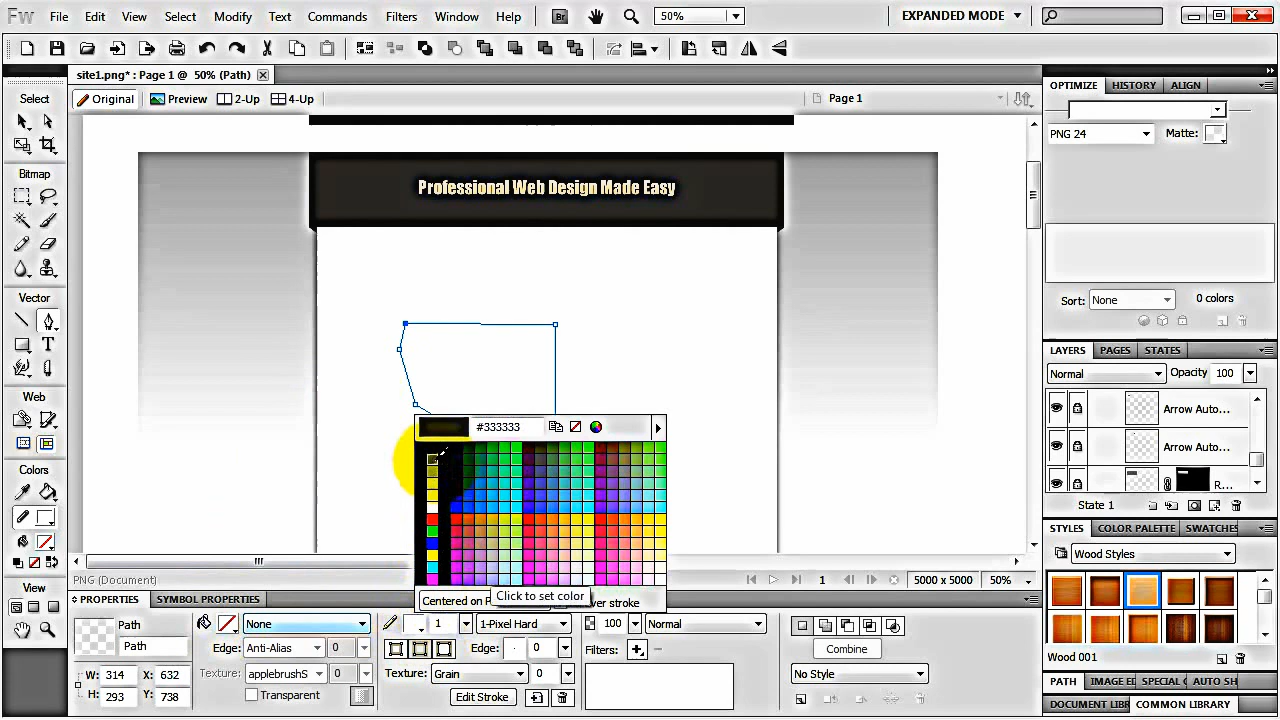 Fw File Edit View Select Modify Text Commands Filters Window Help Br 50% EXPANDED MODE
site1.png* : Page 1 @ 50% (Path)
Original Preview 2-Up 4-Up Page 1
Select
Bitmap
Vector
Web
Colors
View
Professional Web Design Made Easy
#333333
Click to set color
PNG (Document) 1 5000 x 5000 50%
OPTIMIZE HISTORY ALIGN
PNG 24 Matte:
Sort: None 0 colors
LAYERS PAGES STATES
Normal Opacity 100
Arrow Auto...
Arrow Auto...
R...
State 1
STYLES COLOR PALETTE SWATCHES
Wood Styles
Wood 001
PATH IMAGE E SPECIAL AUTO SH
DOCUMENT LIB COMMON LIBRARY
PROPERTIES SYMBOL PROPERTIES
Path
Path
W: 314 X: 632
H: 293 Y: 738
None
Edge: Anti-Alias 0
Texture: applebrushS 0
Transparent
1 1-Pixel Hard
Edge: 0
Texture: Grain 0
Edit Stroke
Centered on P
er stroke
100 Normal
Filters:
Combine
No Style